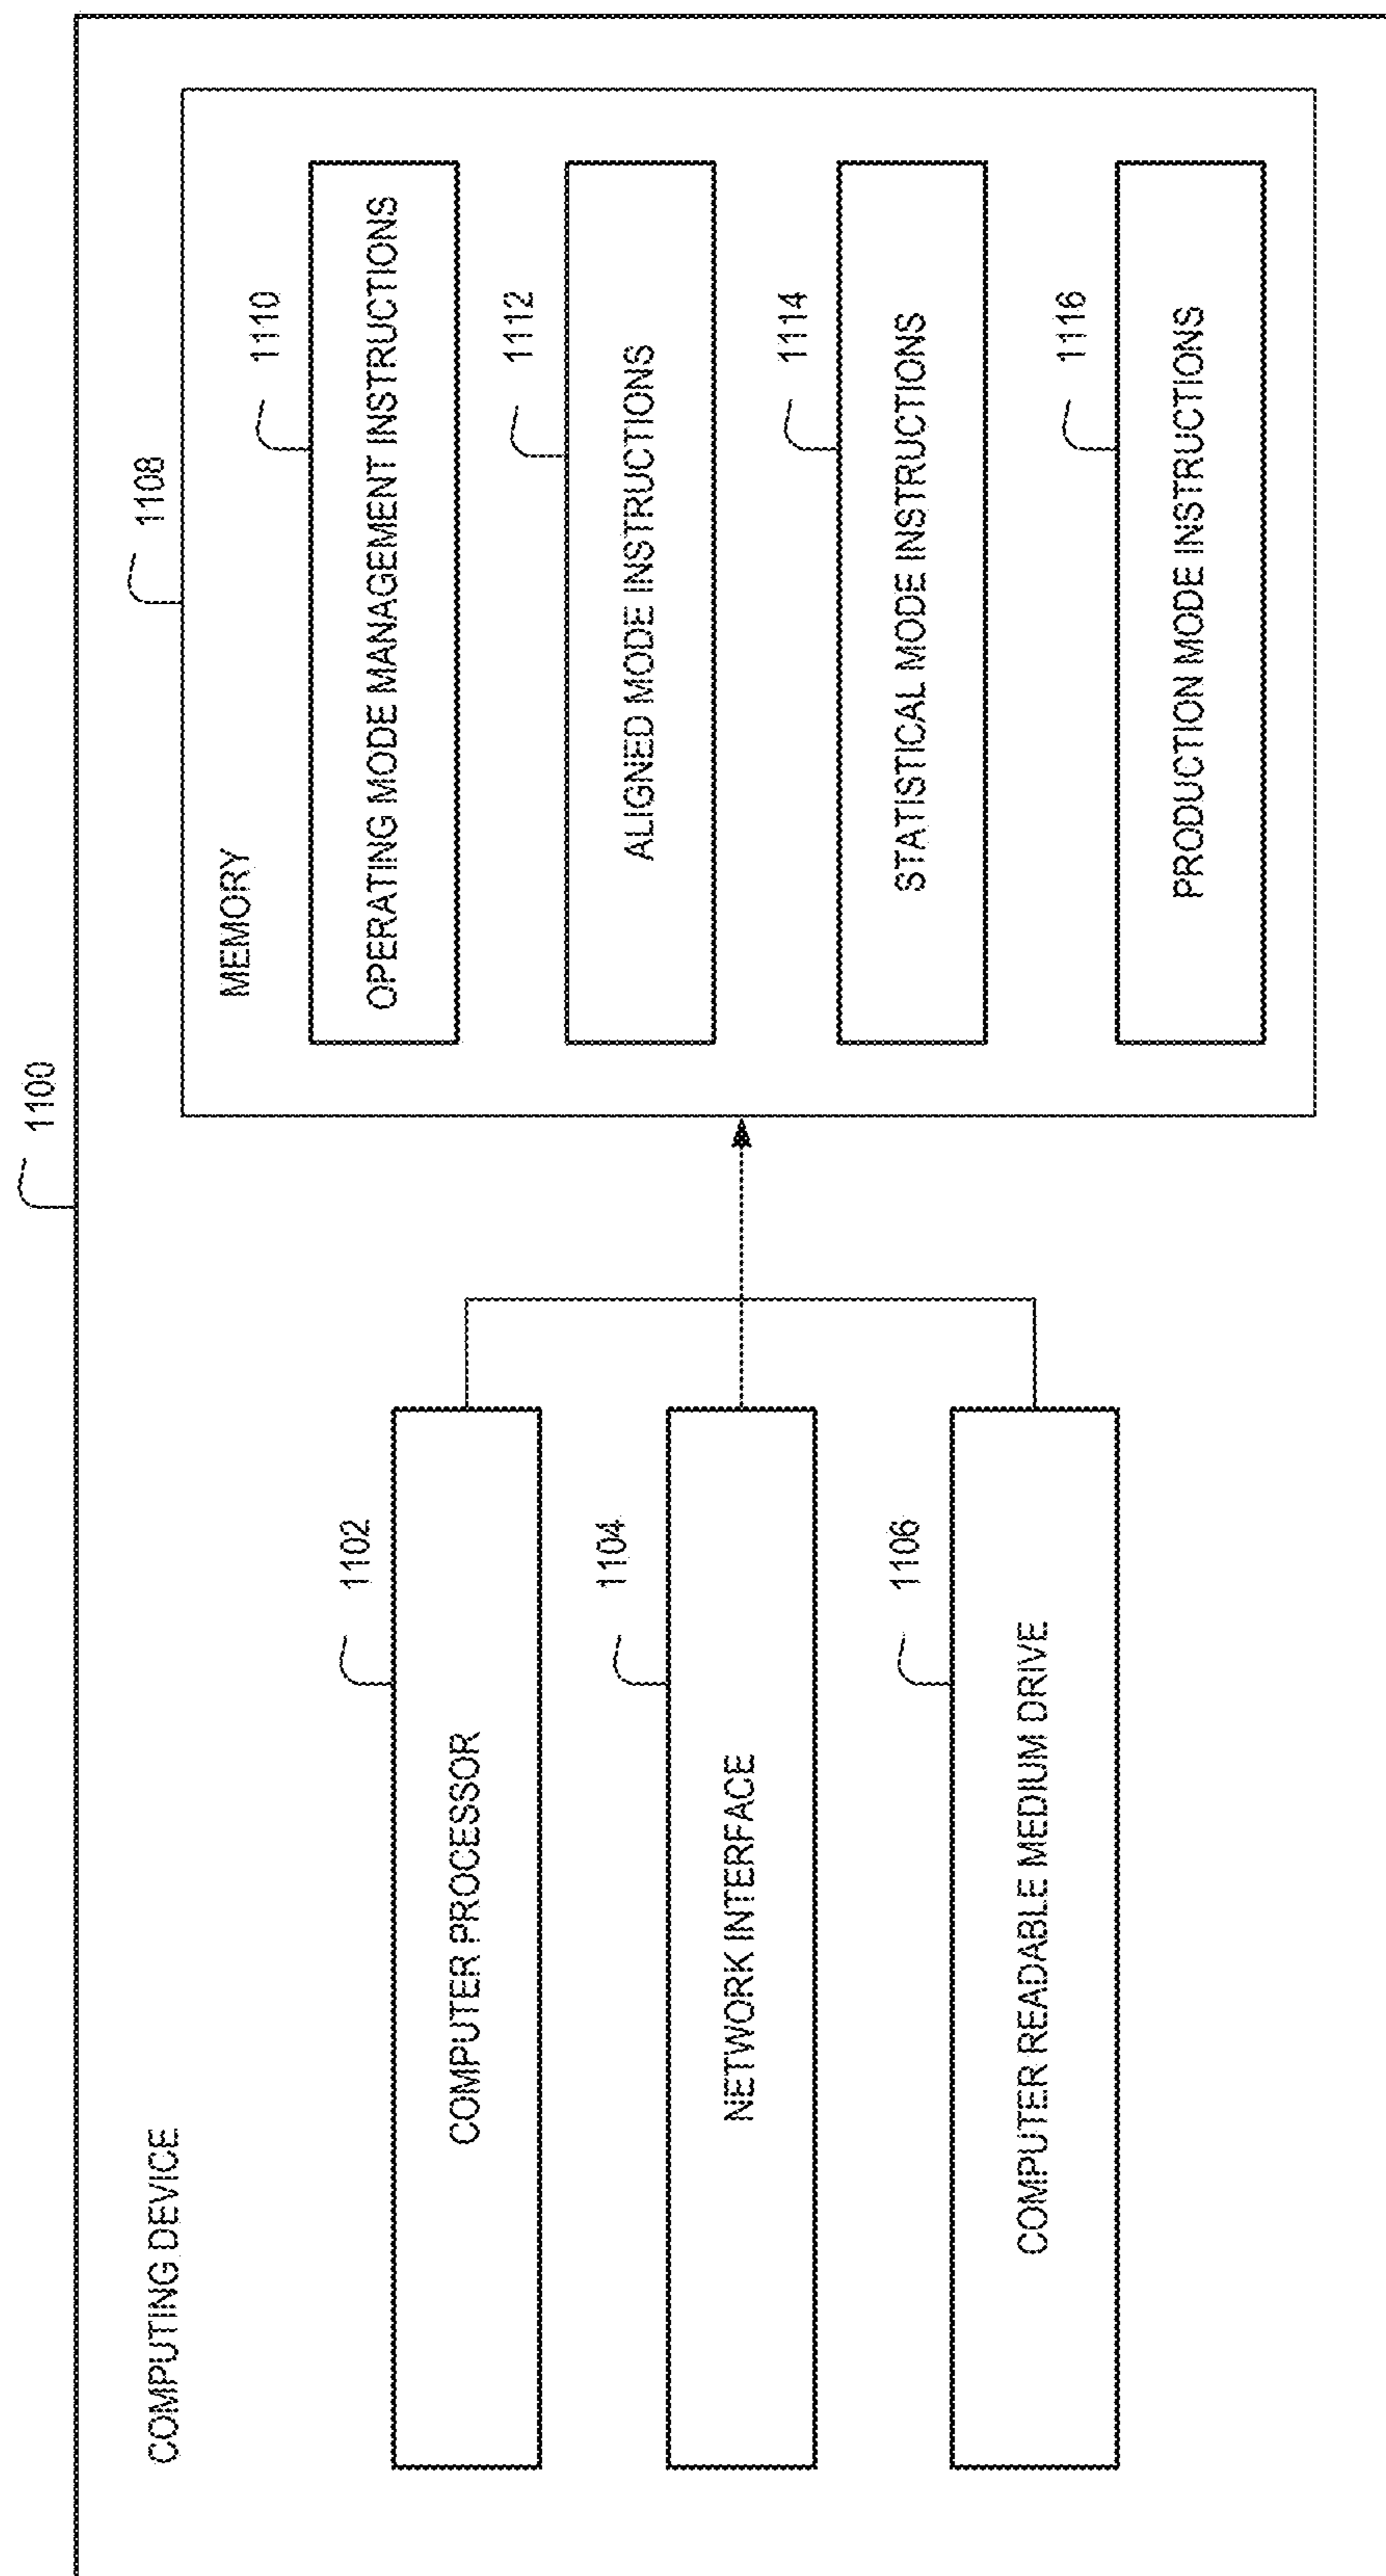 1100
COMPUTING DEVICE
1102
COMPUTER PROCESSOR
1104
NETWORK INTERFACE
1106
COMPUTER READABLE MEDIUM DRIVE
1108
MEMORY
1110
OPERATING MODE MANAGEMENT INSTRUCTIONS
1112
ALIGNED MODE INSTRUCTIONS
1114
STATISTICAL MODE INSTRUCTIONS
1116
PRODUCTION MODE INSTRUCTIONS